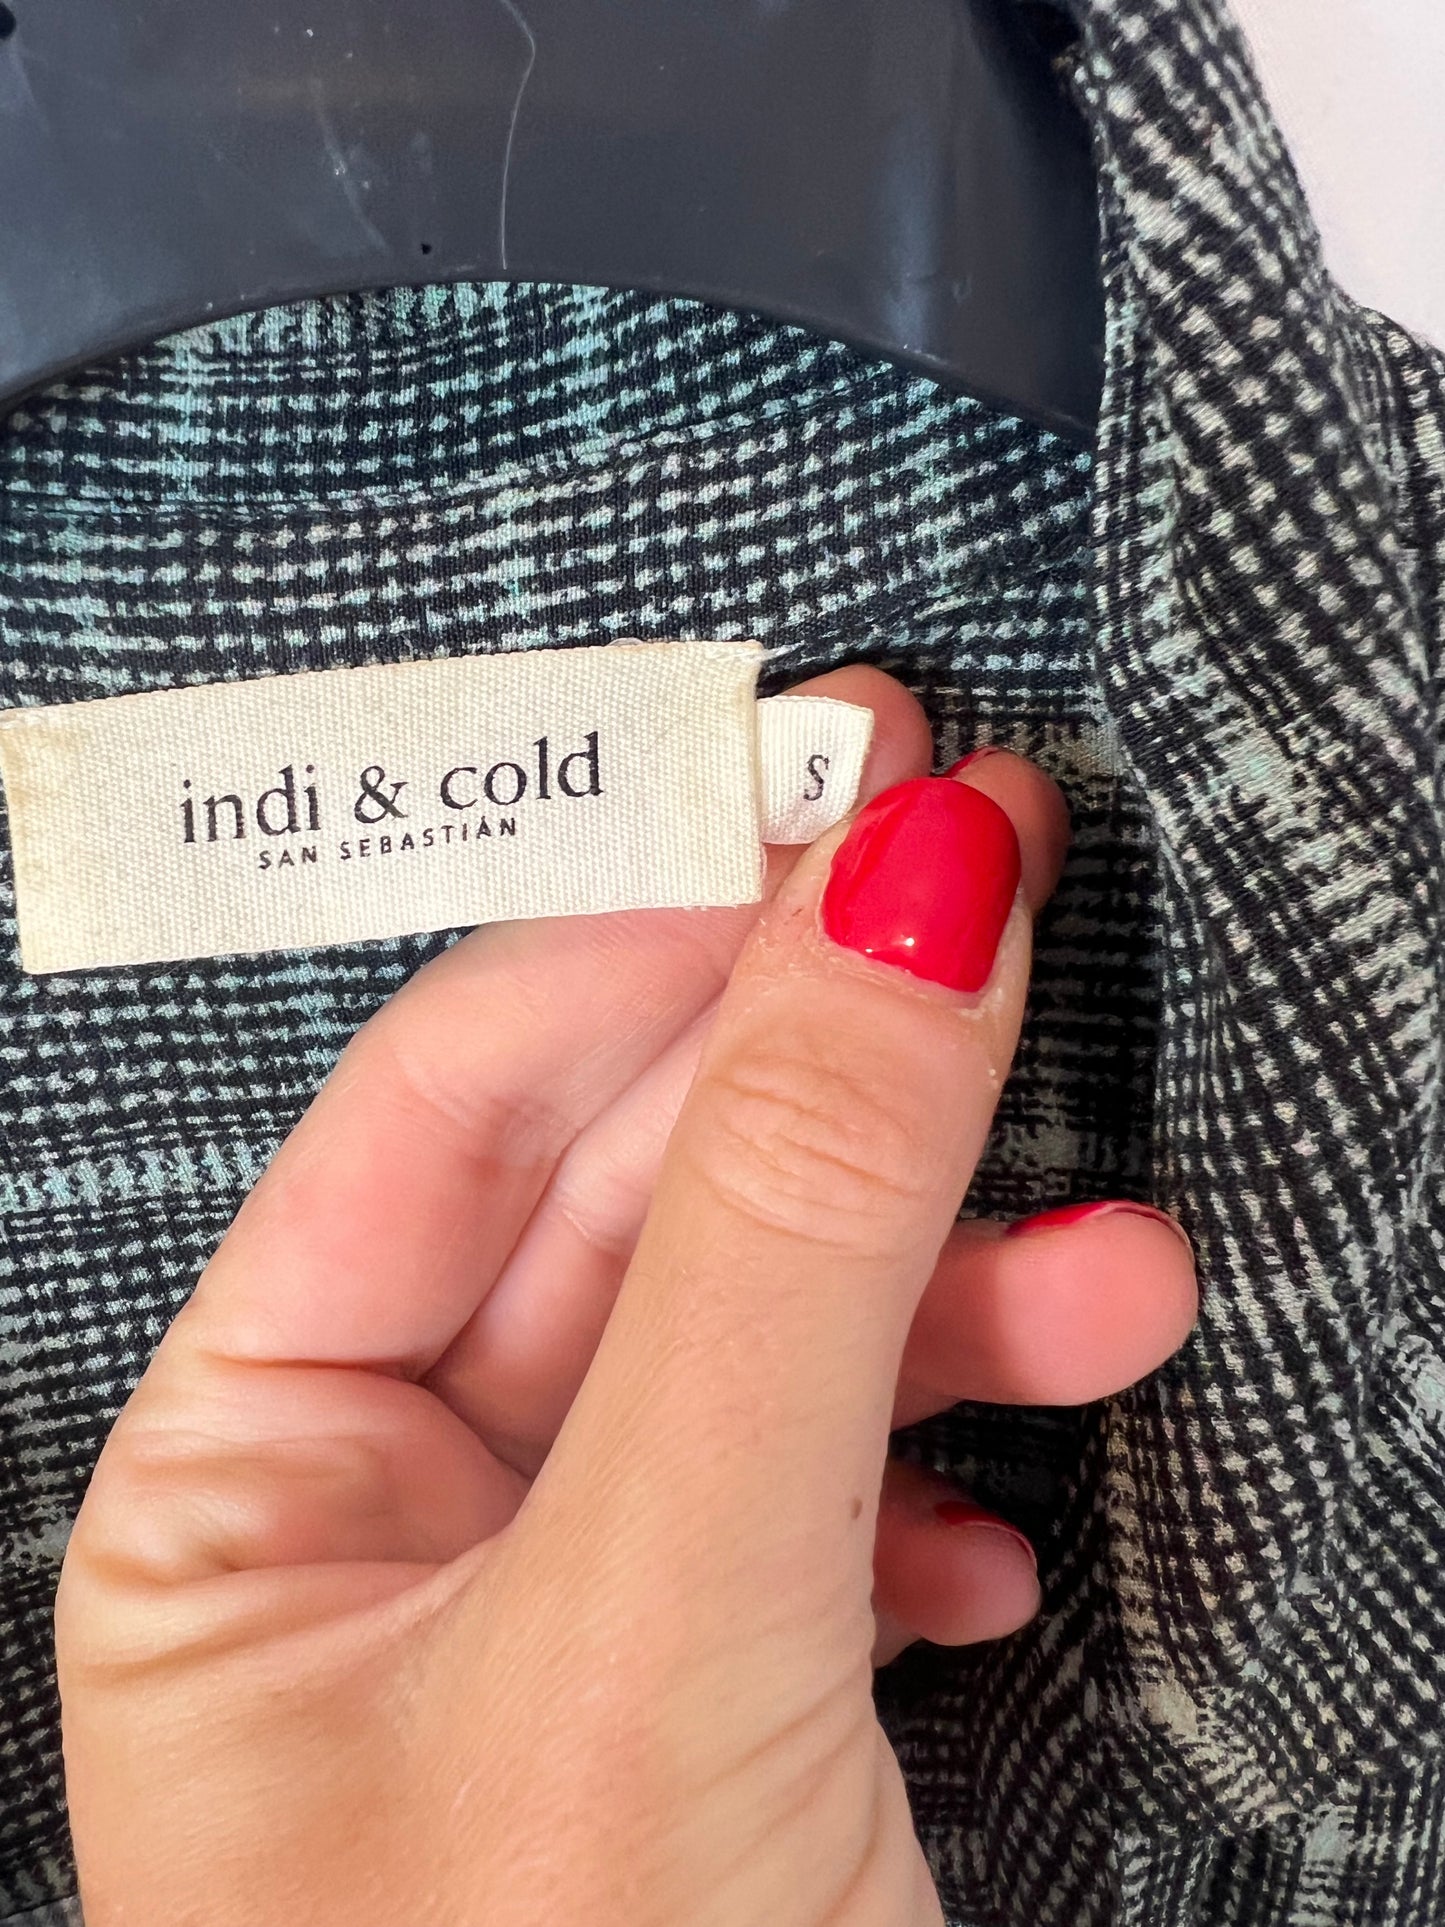 indi & cold
SAN SEBASTIÁN
S